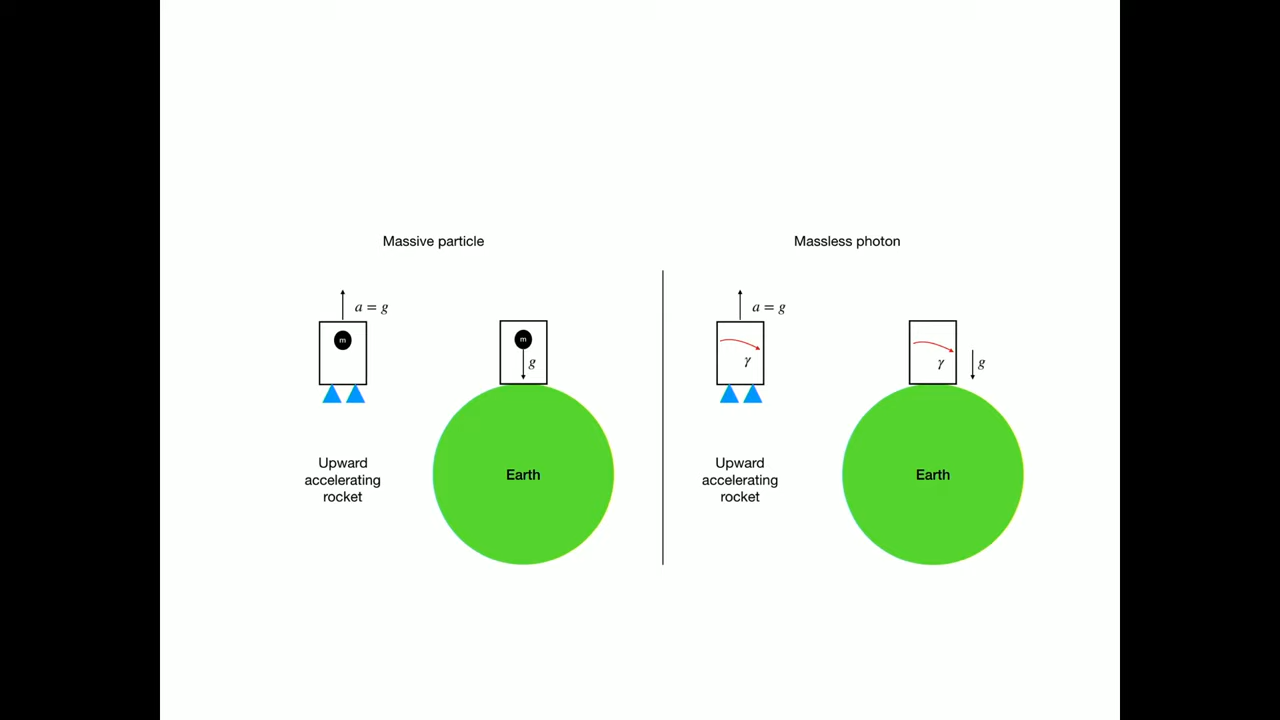 Massive particle
a = g
m
m
g
Upward
accelerating
rocket
Earth
Massless photon
a = g
γ
γ
g
Upward
accelerating
rocket
Earth